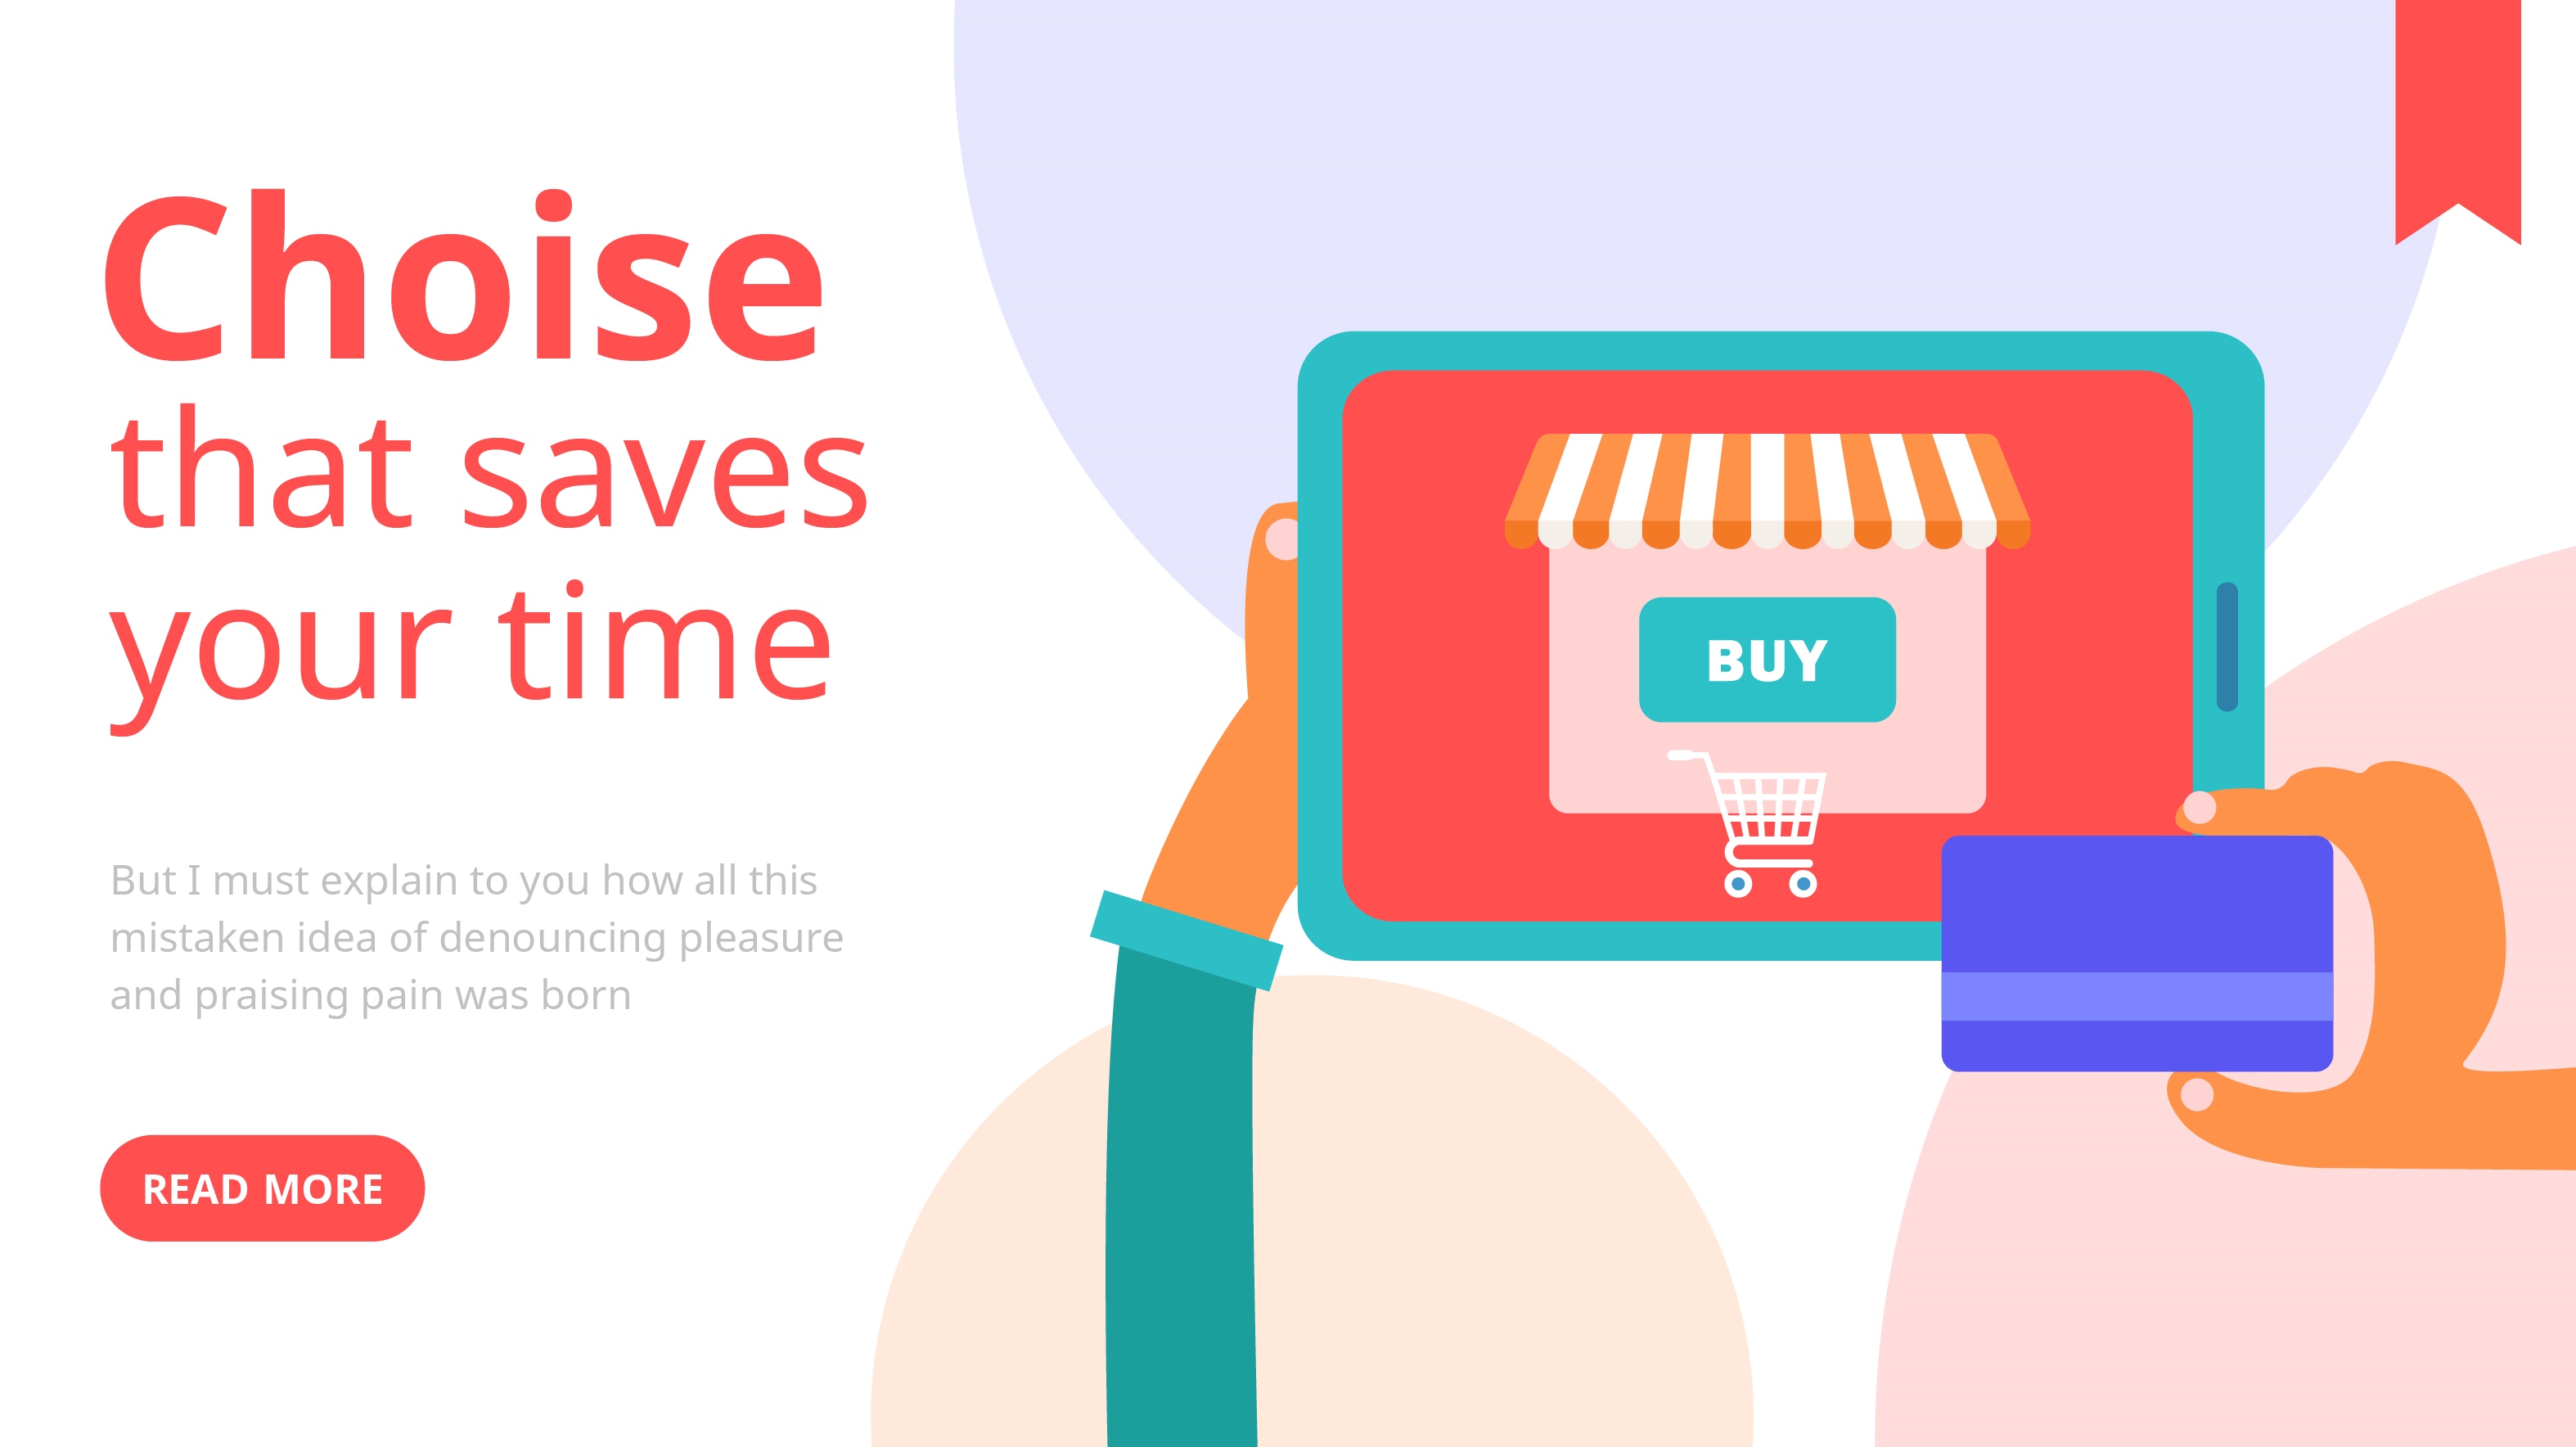 Choise
that saves
your time
But I must explain to you how all this
mistaken idea of denouncing pleasure
and praising pain was born
READ MORE
BUY